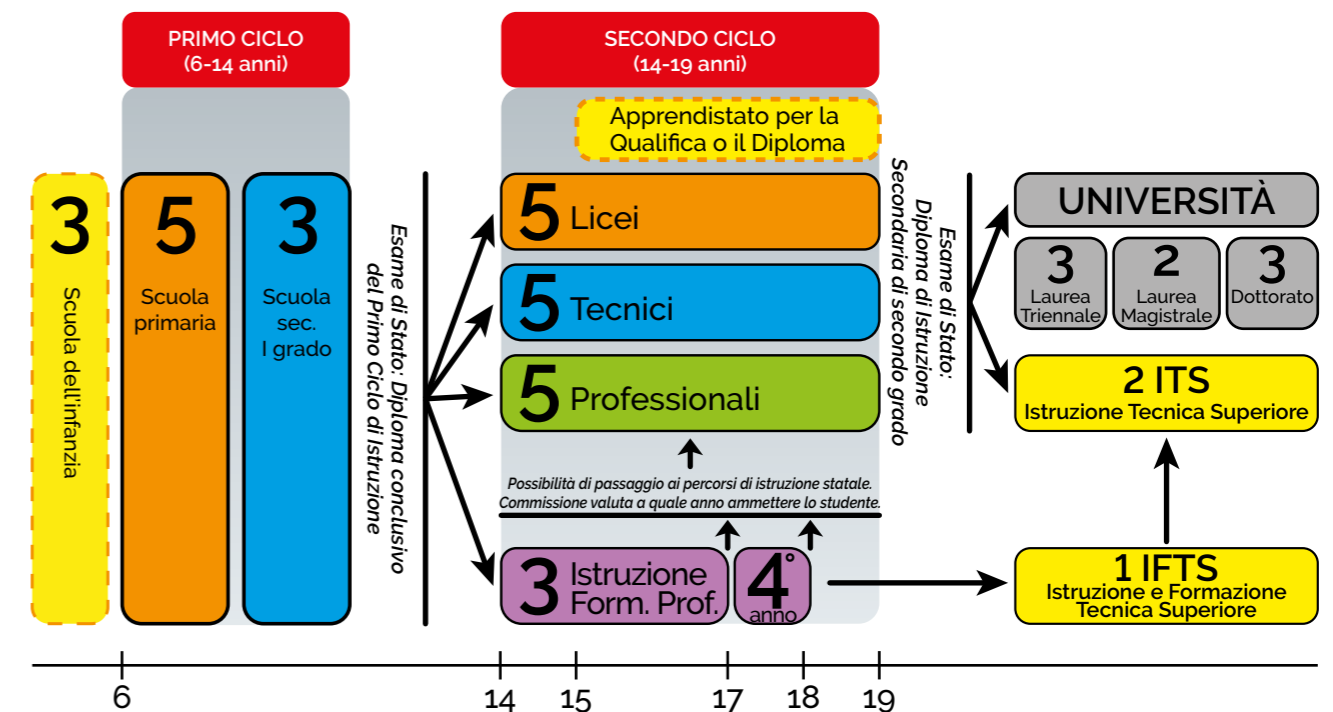 PRIMO CICLO
(6-14 anni)
SECONDO CICLO
(14-19 anni)
Apprendistato per la
Qualifica o il Diploma
3
Scuola dell'infanzia
5
Scuola
primaria
3
Scuola
sec.
I grado
Esame di Stato: Diploma conclusivo
del Primo Ciclo di Istruzione
5 Licei
5 Tecnici
5 Professionali
Possibilità di passaggio ai percorsi di istruzione statale.
Commissione valuta a quale anno ammettere lo studente.
3 Istruzione
Form. Prof.
4°
anno
Esame di Stato:
Diploma di Istruzione
Secondaria di secondo grado
UNIVERSITÀ
3
Laurea
Triennale
2
Laurea
Magistrale
3
Dottorato
2 ITS
Istruzione Tecnica Superiore
1 IFTS
Istruzione e Formazione
Tecnica Superiore
6 14 15 17 18 19